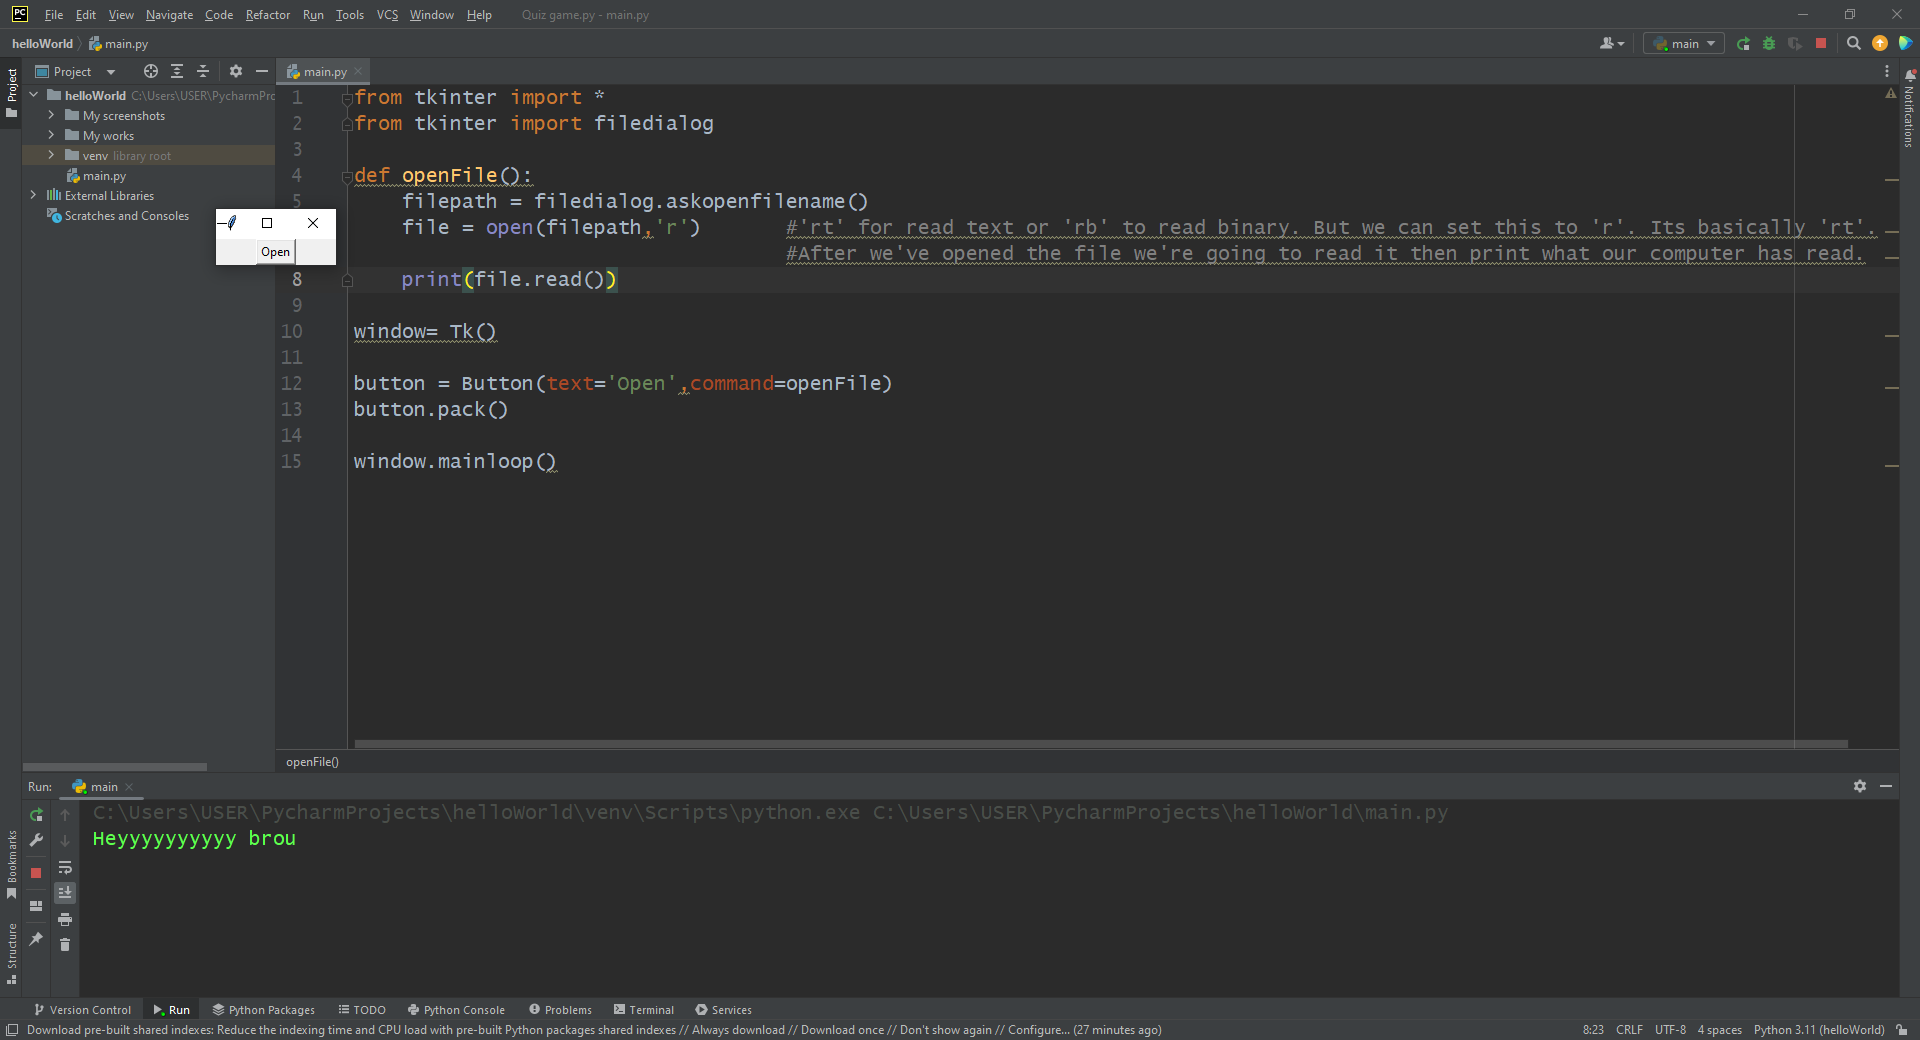 PC File Edit View Navigate Code Refactor Run Tools VCS Window Help Quiz game.py - main.py
helloWorld main.py
main
Project
Project
main.py
Notifications
helloWorld C:\Users\USER\PycharmPro
My screenshots
My works
venv library root
main.py
External Libraries
Scratches and Consoles
Open
1 from tkinter import *
2 from tkinter import filedialog
3
4 def openFile():
5 filepath = filedialog.askopenfilename()
file = open(filepath,'r') #'rt' for read text or 'rb' to read binary. But we can set this to 'r'. Its basically 'rt'.
#After we've opened the file we're going to read it then print what our computer has read.
8 print(file.read())
9
10 window= Tk()
11
12 button = Button(text='Open',command=openFile)
13 button.pack()
14
15 window.mainloop()
openFile()
Run: main
C:\Users\USER\PycharmProjects\helloWorld\venv\Scripts\python.exe C:\Users\USER\PycharmProjects\helloWorld\main.py
Heyyyyyyyyyy brou
Bookmarks
Structure
Version Control Run Python Packages TODO Python Console Problems Terminal Services
Download pre-built shared indexes: Reduce the indexing time and CPU load with pre-built Python packages shared indexes // Always download // Download once // Don't show again // Configure... (27 minutes ago) 8:23 CRLF UTF-8 4 spaces Python 3.11 (helloWorld)